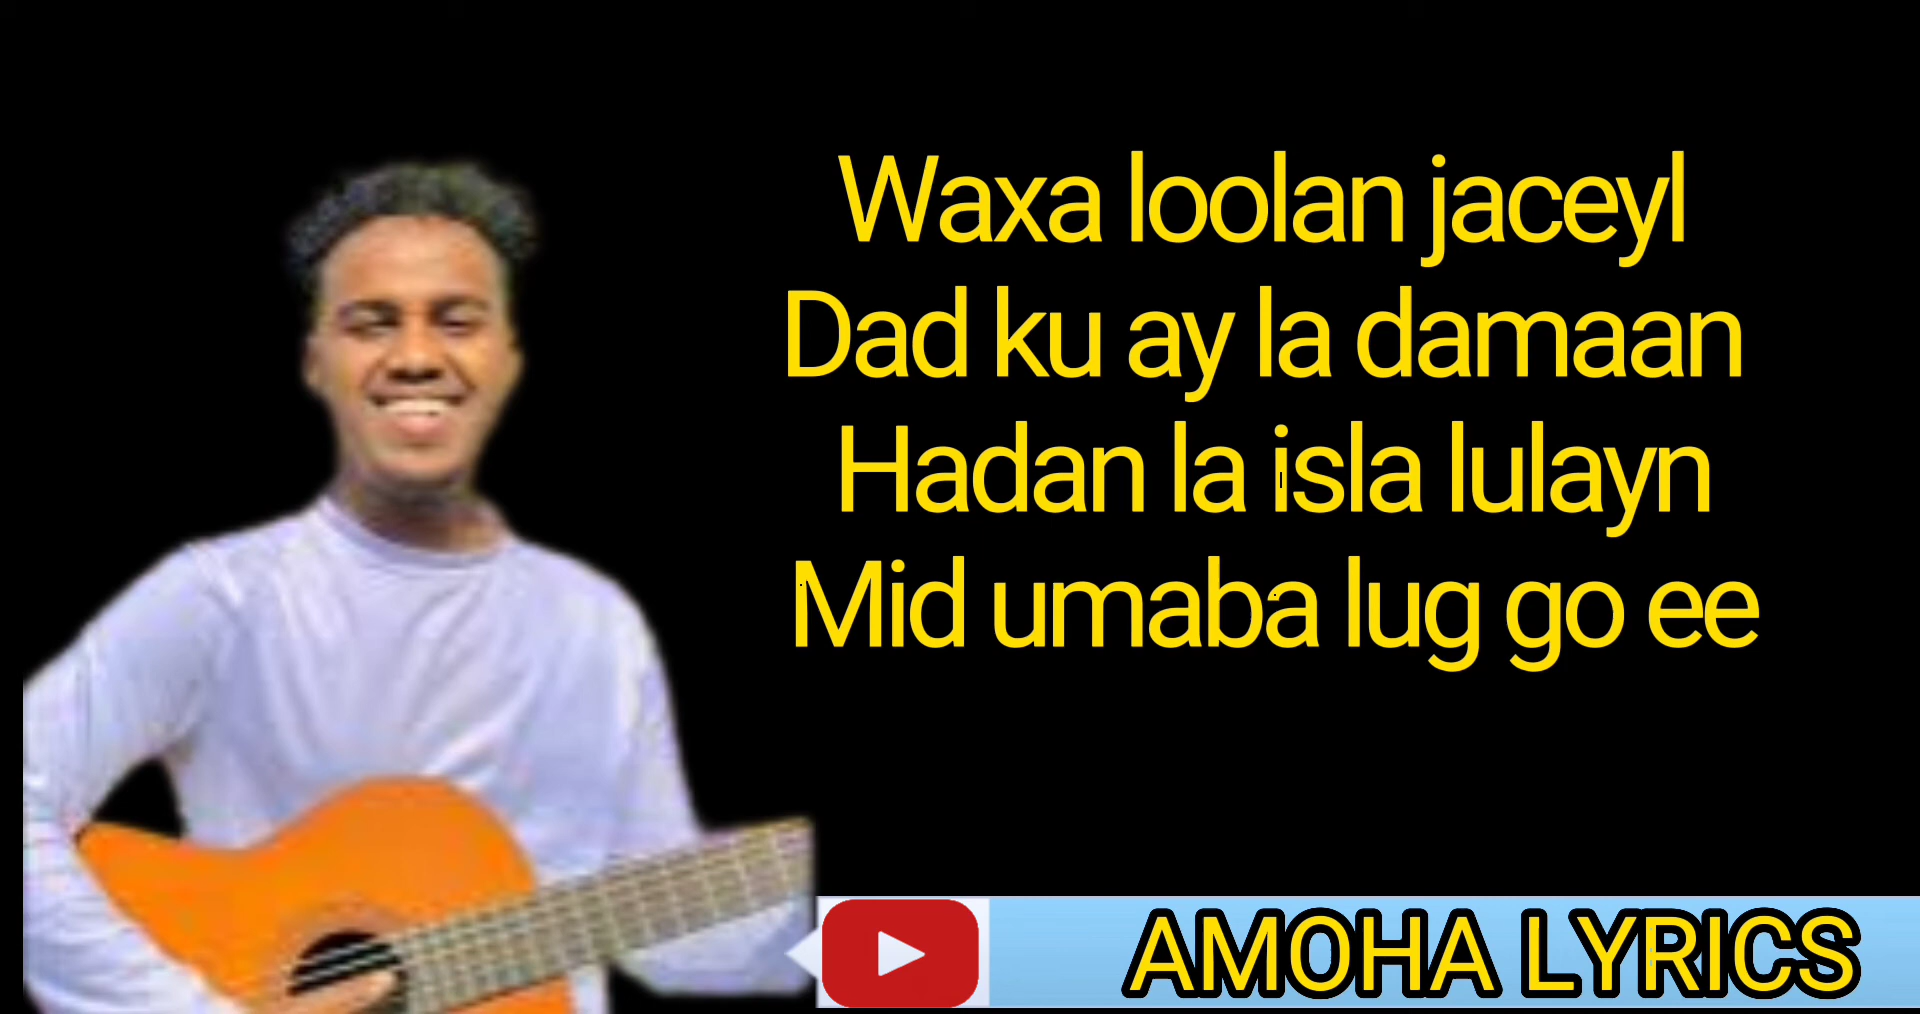 Waxa loolan jaceyl
Dad ku ay la damaan
Hadan la isla lulayn
Mid umaba lug go ee
AMOHA LYRICS